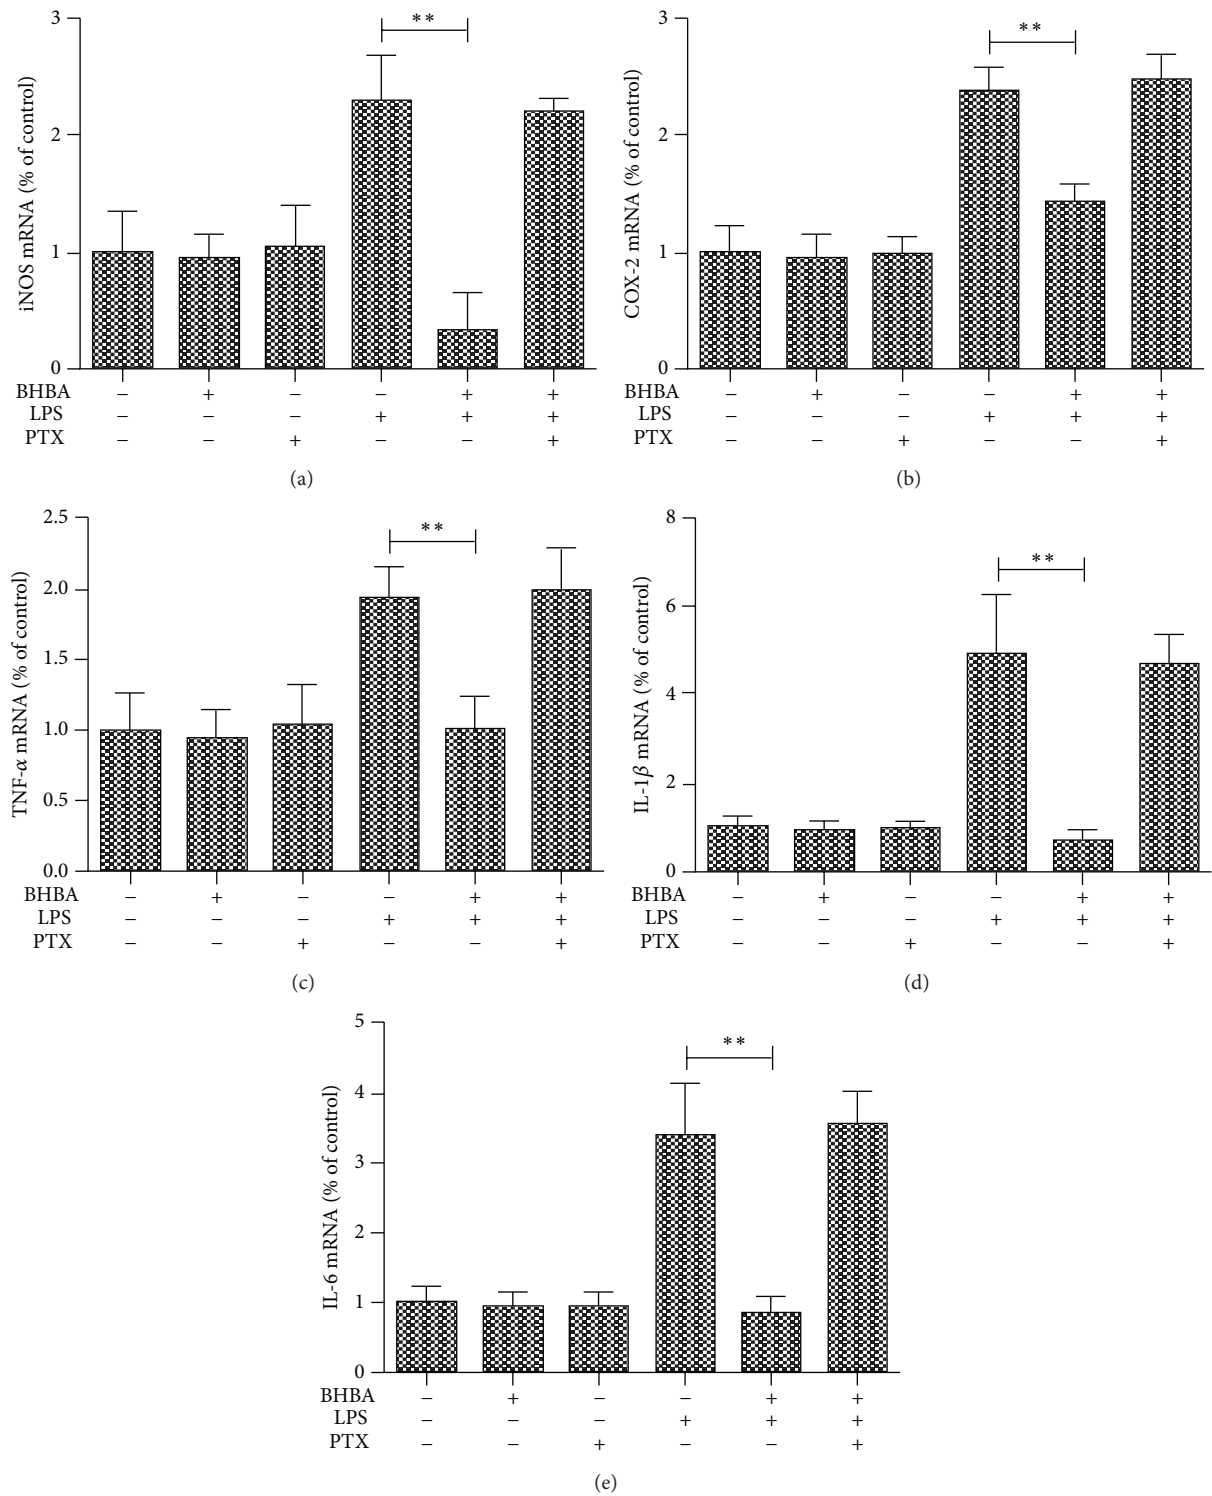 3
2
1
0
iNOS mRNA (% of control)
**
BHBA − + − − + +
LPS − − − + + +
PTX − − + − − +
(a)
3
2
1
0
COX-2 mRNA (% of control)
**
BHBA − + − − + +
LPS − − − + + +
PTX − − + − − +
(b)
2.5
2.0
1.5
1.0
0.5
0.0
TNF-α mRNA (% of control)
**
BHBA − + − − + +
LPS − − − + + +
PTX − − + − − +
(c)
8
6
4
2
0
IL-1β mRNA (% of control)
**
BHBA − + − − + +
LPS − − − + + +
PTX − − + − − +
(d)
5
4
3
2
1
0
IL-6 mRNA (% of control)
**
BHBA − + − − + +
LPS − − − + + +
PTX − − + − − +
(e)